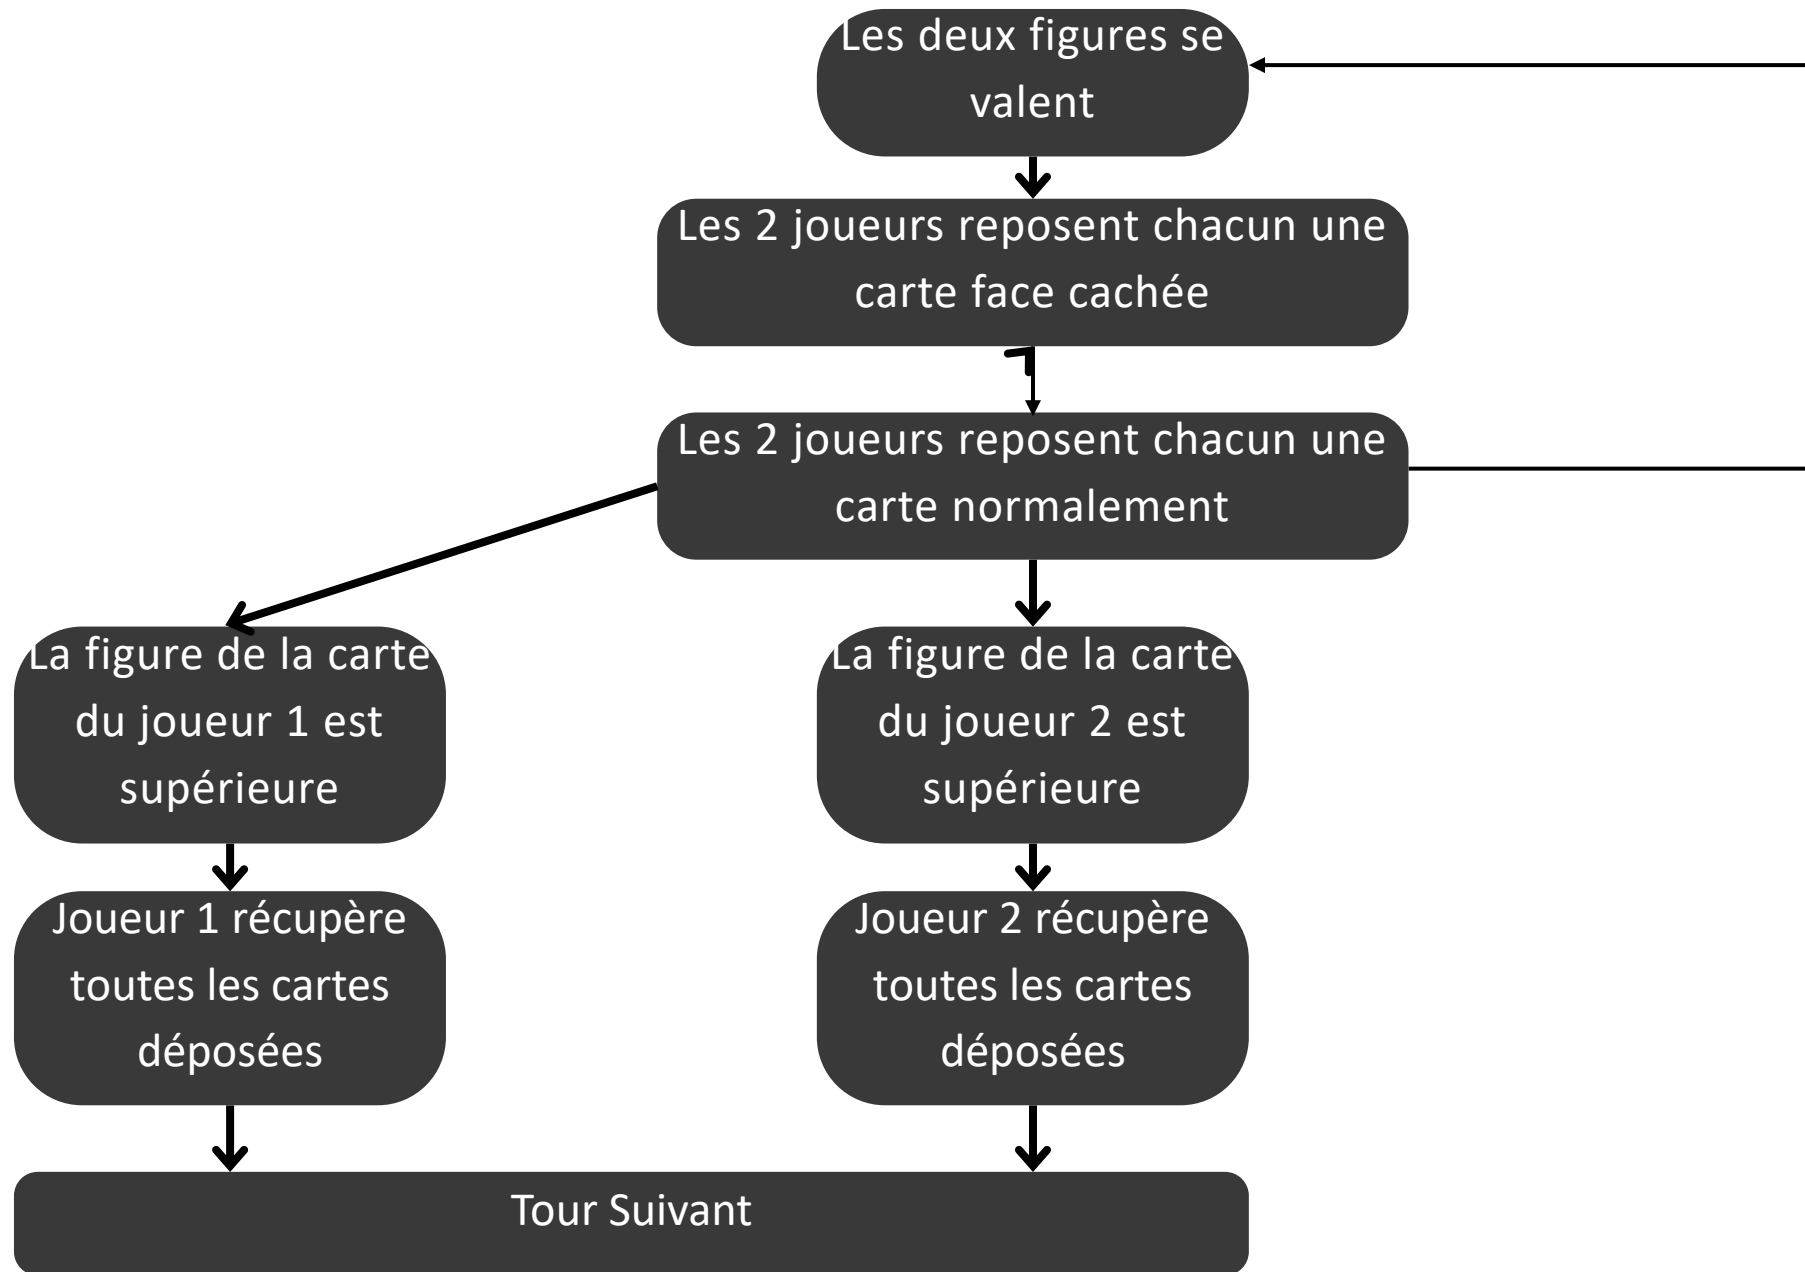 Les deux figures se
valent
Les 2 joueurs reposent chacun une
carte face cachée
Les 2 joueurs reposent chacun une
carte normalement
La figure de la carte
du joueur 1 est
supérieure
La figure de la carte
du joueur 2 est
supérieure
Joueur 1 récupère
toutes les cartes
déposées
Joueur 2 récupère
toutes les cartes
déposées
Tour Suivant